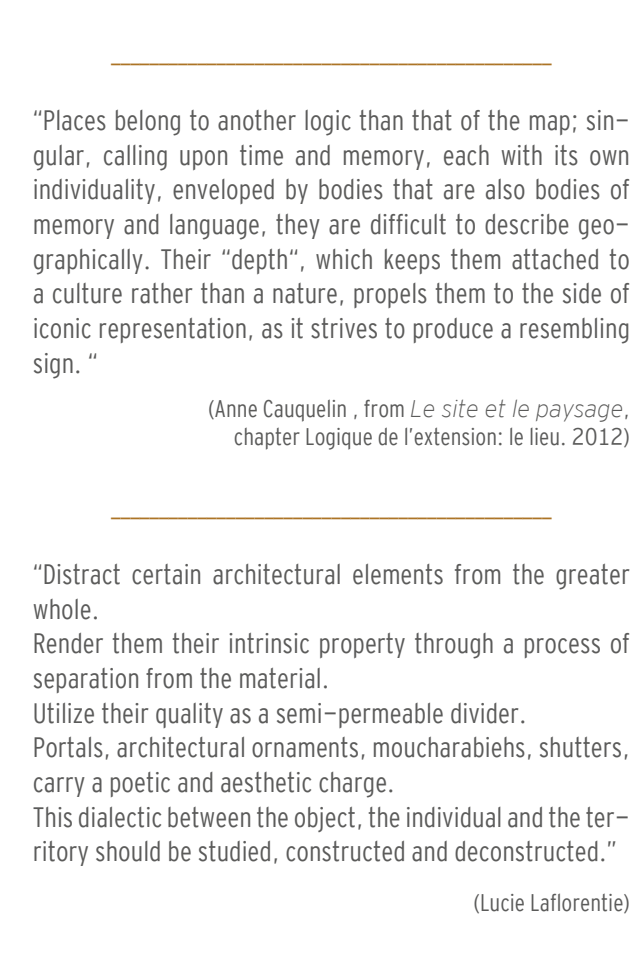 “Places belong to another logic than that of the map; sin–
gular, calling upon time and memory, each with its own
individuality, enveloped by bodies that are also bodies of
memory and language, they are difficult to describe geo–
graphically. Their “depth“, which keeps them attached to
a culture rather than a nature, propels them to the side of
iconic representation, as it strives to produce a resembling
sign. “
(Anne Cauquelin , from Le site et le paysage,
chapter Logique de l’extension: le lieu. 2012)
“Distract certain architectural elements from the greater
whole.
Render them their intrinsic property through a process of
separation from the material.
Utilize their quality as a semi–permeable divider.
Portals, architectural ornaments, moucharabiehs, shutters,
carry a poetic and aesthetic charge.
This dialectic between the object, the individual and the ter–
ritory should be studied, constructed and deconstructed.”
(Lucie Laflorentie)